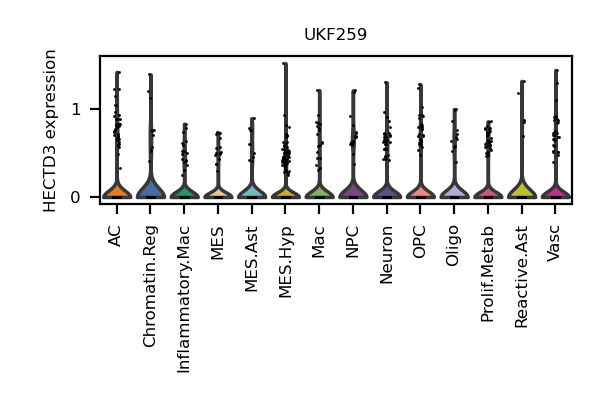 UKF259
HECTD3 expression
1
0
AC
Chromatin.Reg
Inflammatory.Mac
MES
MES.Ast
MES.Hyp
Mac
NPC
Neuron
OPC
Oligo
Prolif.Metab
Reactive.Ast
Vasc